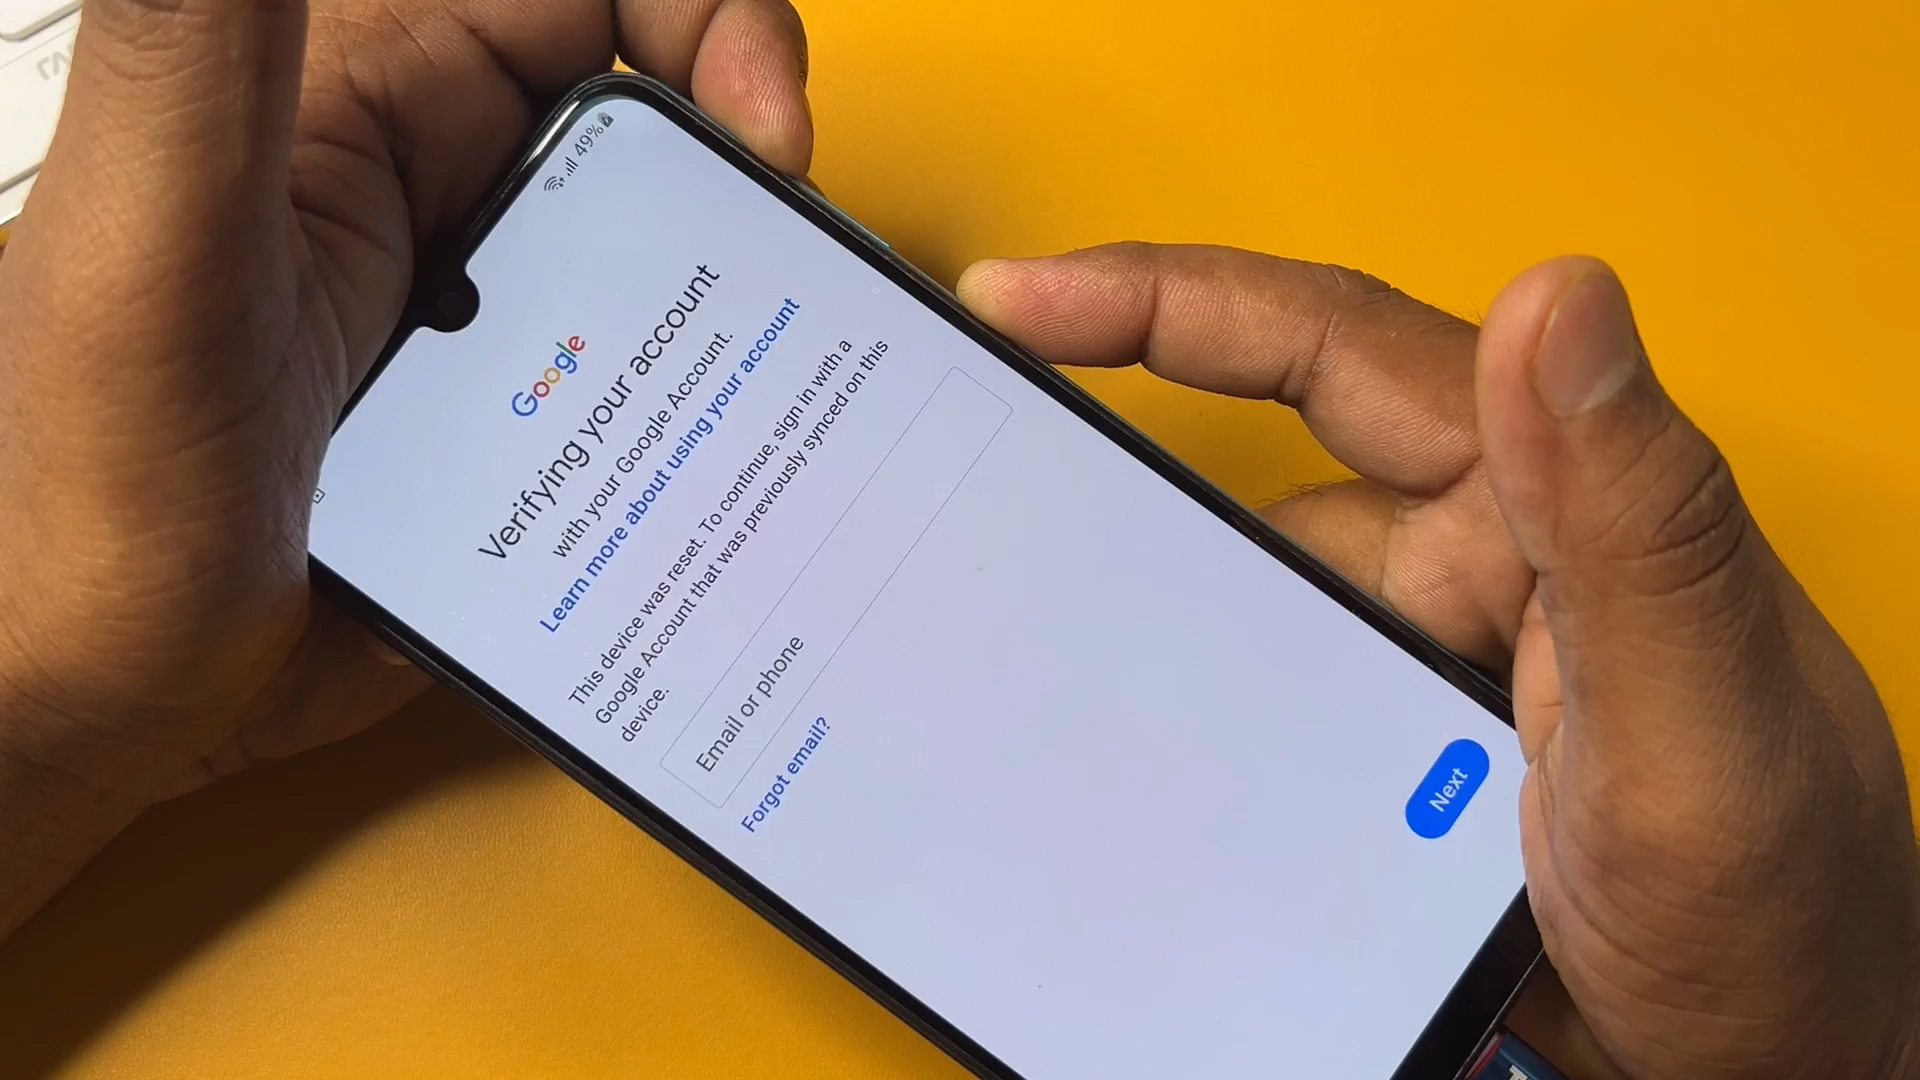 49%
Google
Verifying your account
with your Google Account.
Learn more about using your account
This device was reset. To continue, sign in with a
Google Account that was previously synced on this
device.
Email or phone
Forgot email?
Next